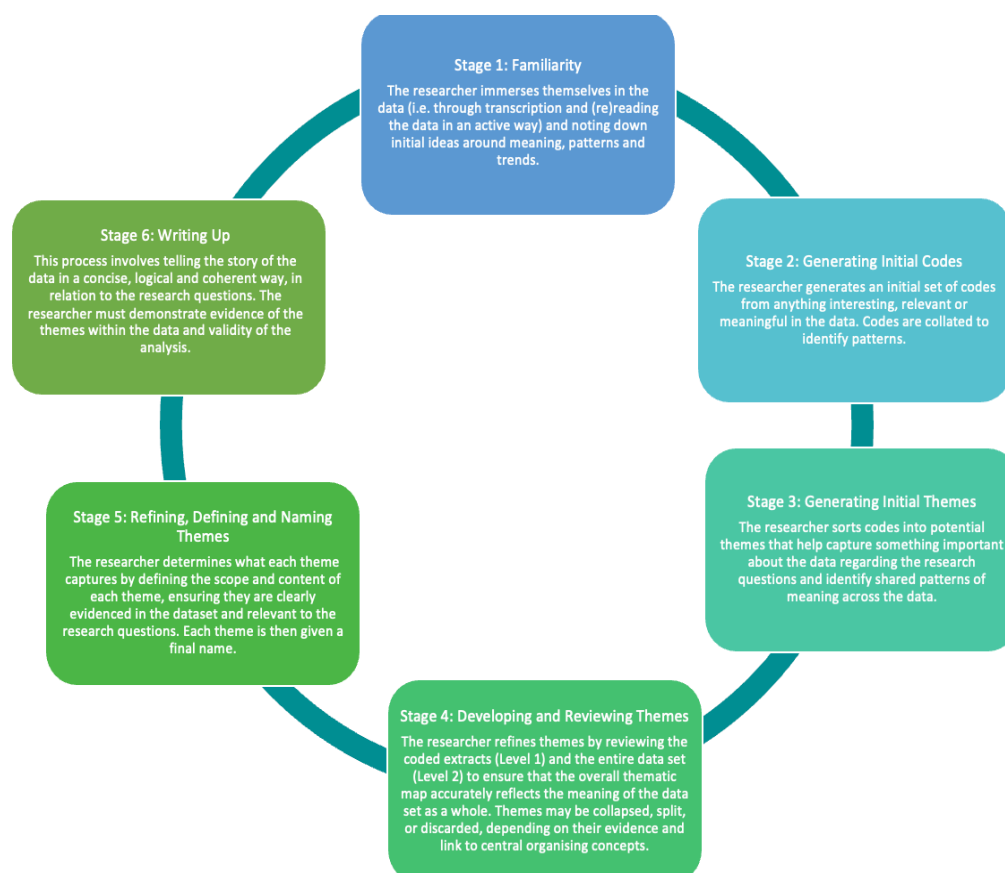 Stage 1: Familiarity
The researcher immerses themselves in the
data (i.e. through transcription and (re)reading
the data in an active way) and noting down
initial ideas around meaning, patterns and
trends.
Stage 2: Generating Initial Codes
The researcher generates an initial set of codes
from anything interesting, relevant or
meaningful in the data. Codes are collated to
identify patterns.
Stage 3: Generating Initial Themes
The researcher sorts codes into potential
themes that help capture something important
about the data regarding the research
questions and identify shared patterns of
meaning across the data.
Stage 4: Developing and Reviewing Themes
The researcher refines themes by reviewing the
coded extracts (Level 1) and the entire data set
(Level 2) to ensure that the overall thematic
map accurately reflects the meaning of the data
set as a whole. Themes may be collapsed, split,
or discarded, depending on their evidence and
link to central organising concepts.
Stage 5: Refining, Defining and Naming
Themes
The researcher determines what each theme
captures by defining the scope and content of
each theme, ensuring they are clearly
evidenced in the dataset and relevant to the
research questions. Each theme is then given a
final name.
Stage 6: Writing Up
This process involves telling the story of the
data in a concise, logical and coherent way, in
relation to the research questions. The
researcher must demonstrate evidence of the
themes within the data and validity of the
analysis.